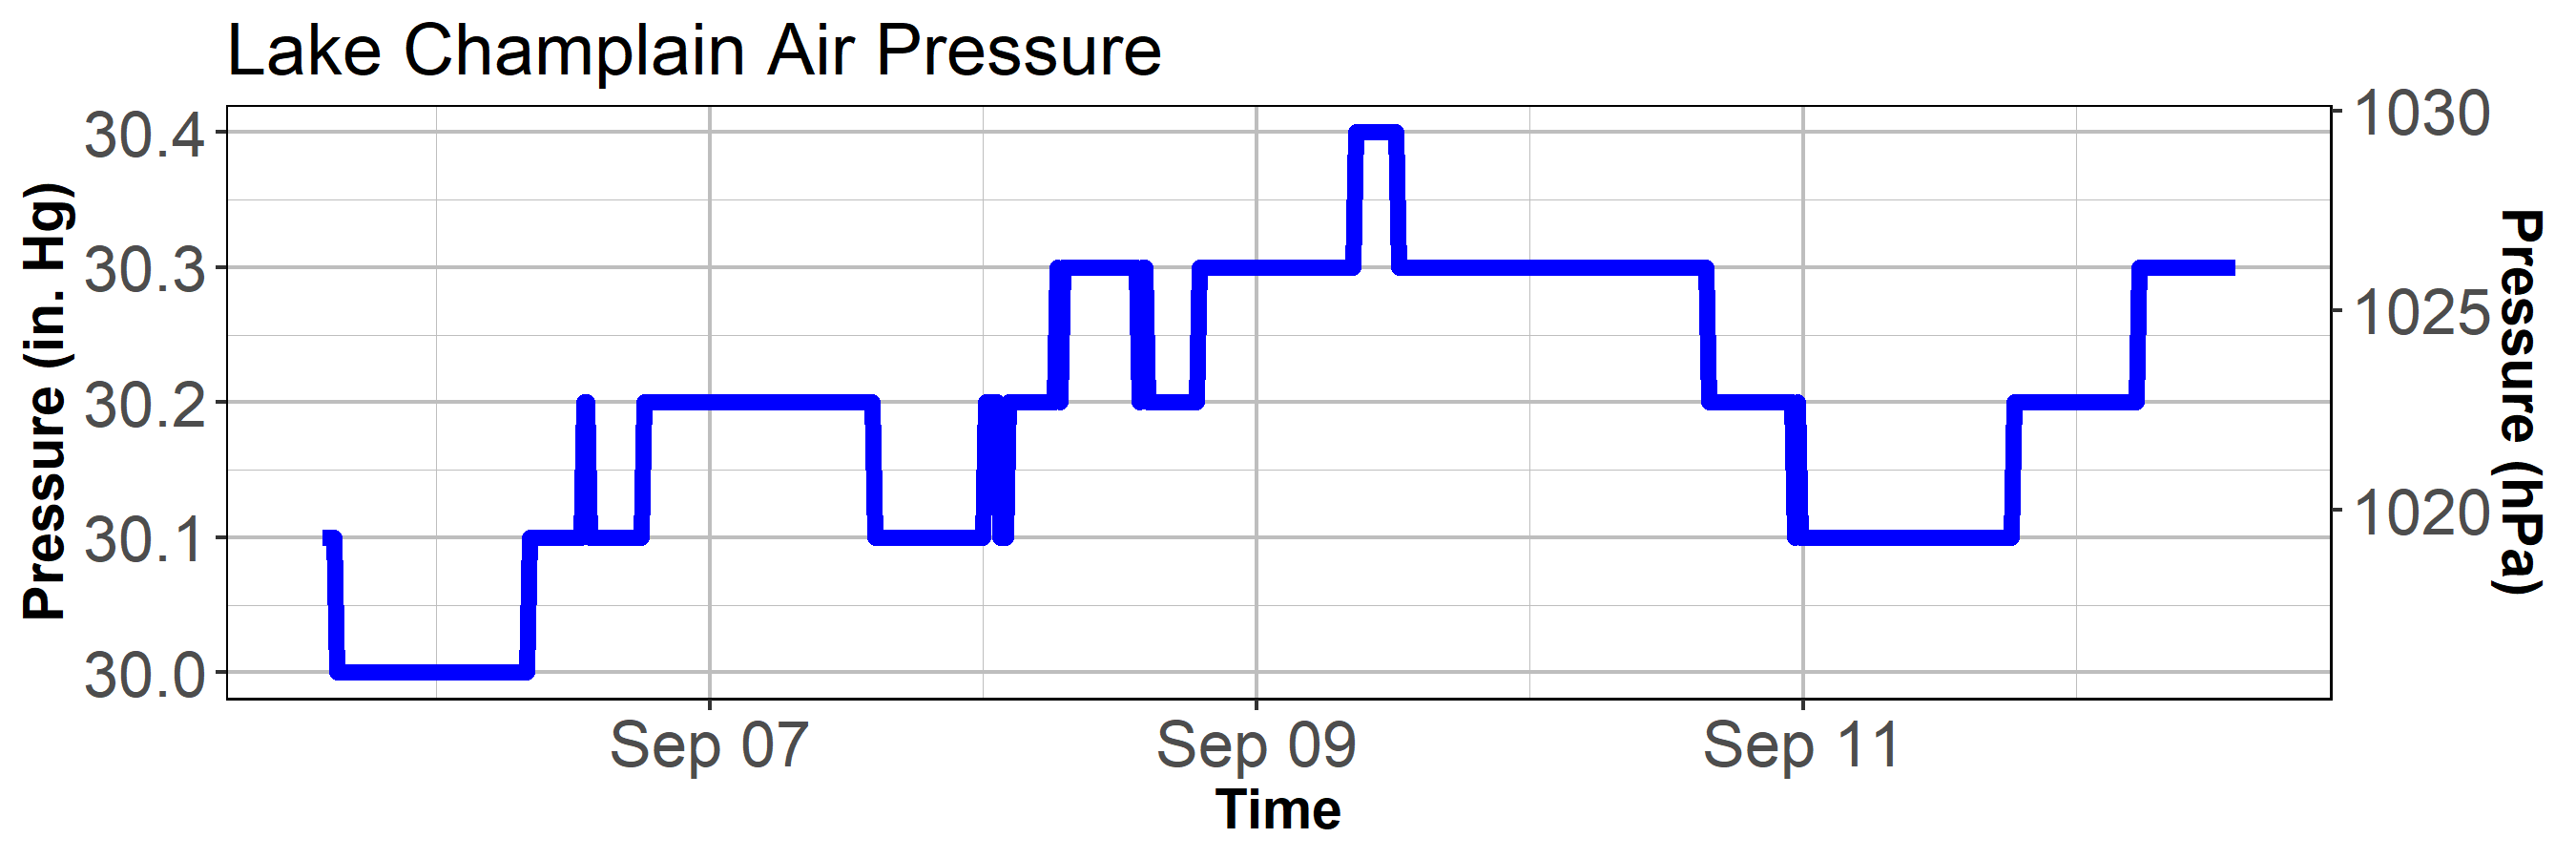 Lake Champlain Air Pressure
Pressure (in. Hg)
30.4
30.3
30.2
30.1
30.0
1030
1025
1020
Pressure (hPa)
Sep 07
Sep 09
Sep 11
Time